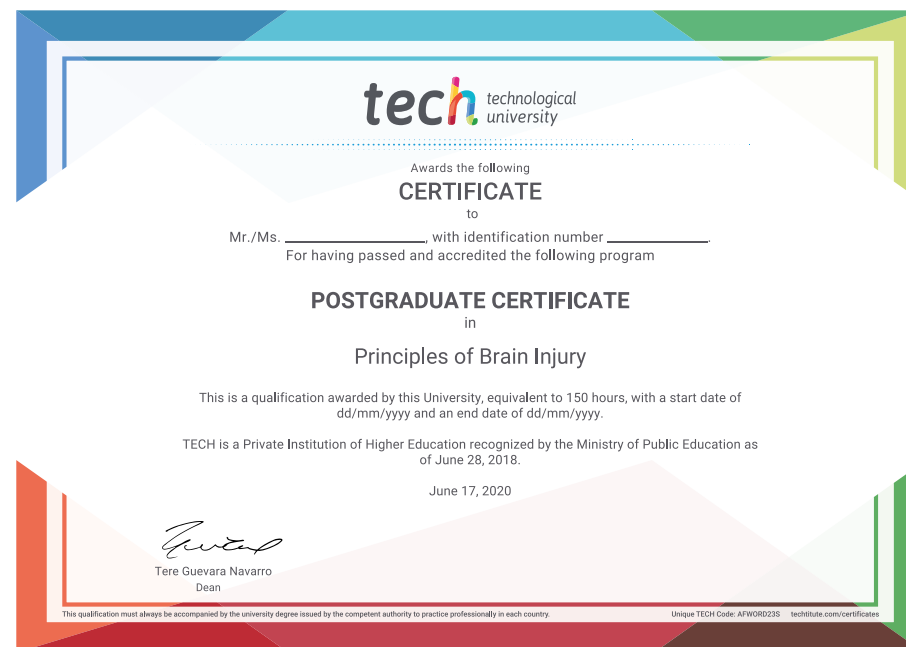 tech technological
university
Awards the following
CERTIFICATE
to
Mr./Ms. ____________________, with identification number ______________.
For having passed and accredited the following program
POSTGRADUATE CERTIFICATE
in
Principles of Brain Injury
This is a qualification awarded by this University, equivalent to 150 hours, with a start date of
dd/mm/yyyy and an end date of dd/mm/yyyy.
TECH is a Private Institution of Higher Education recognized by the Ministry of Public Education as
of June 28, 2018.
June 17, 2020
Tere Guevara Navarro
Dean
This qualification must always be accompanied by the university degree issued by the competent authority to practice professionally in each country. Unique TECH Code: AFWORD23S techtitute.com/certificates